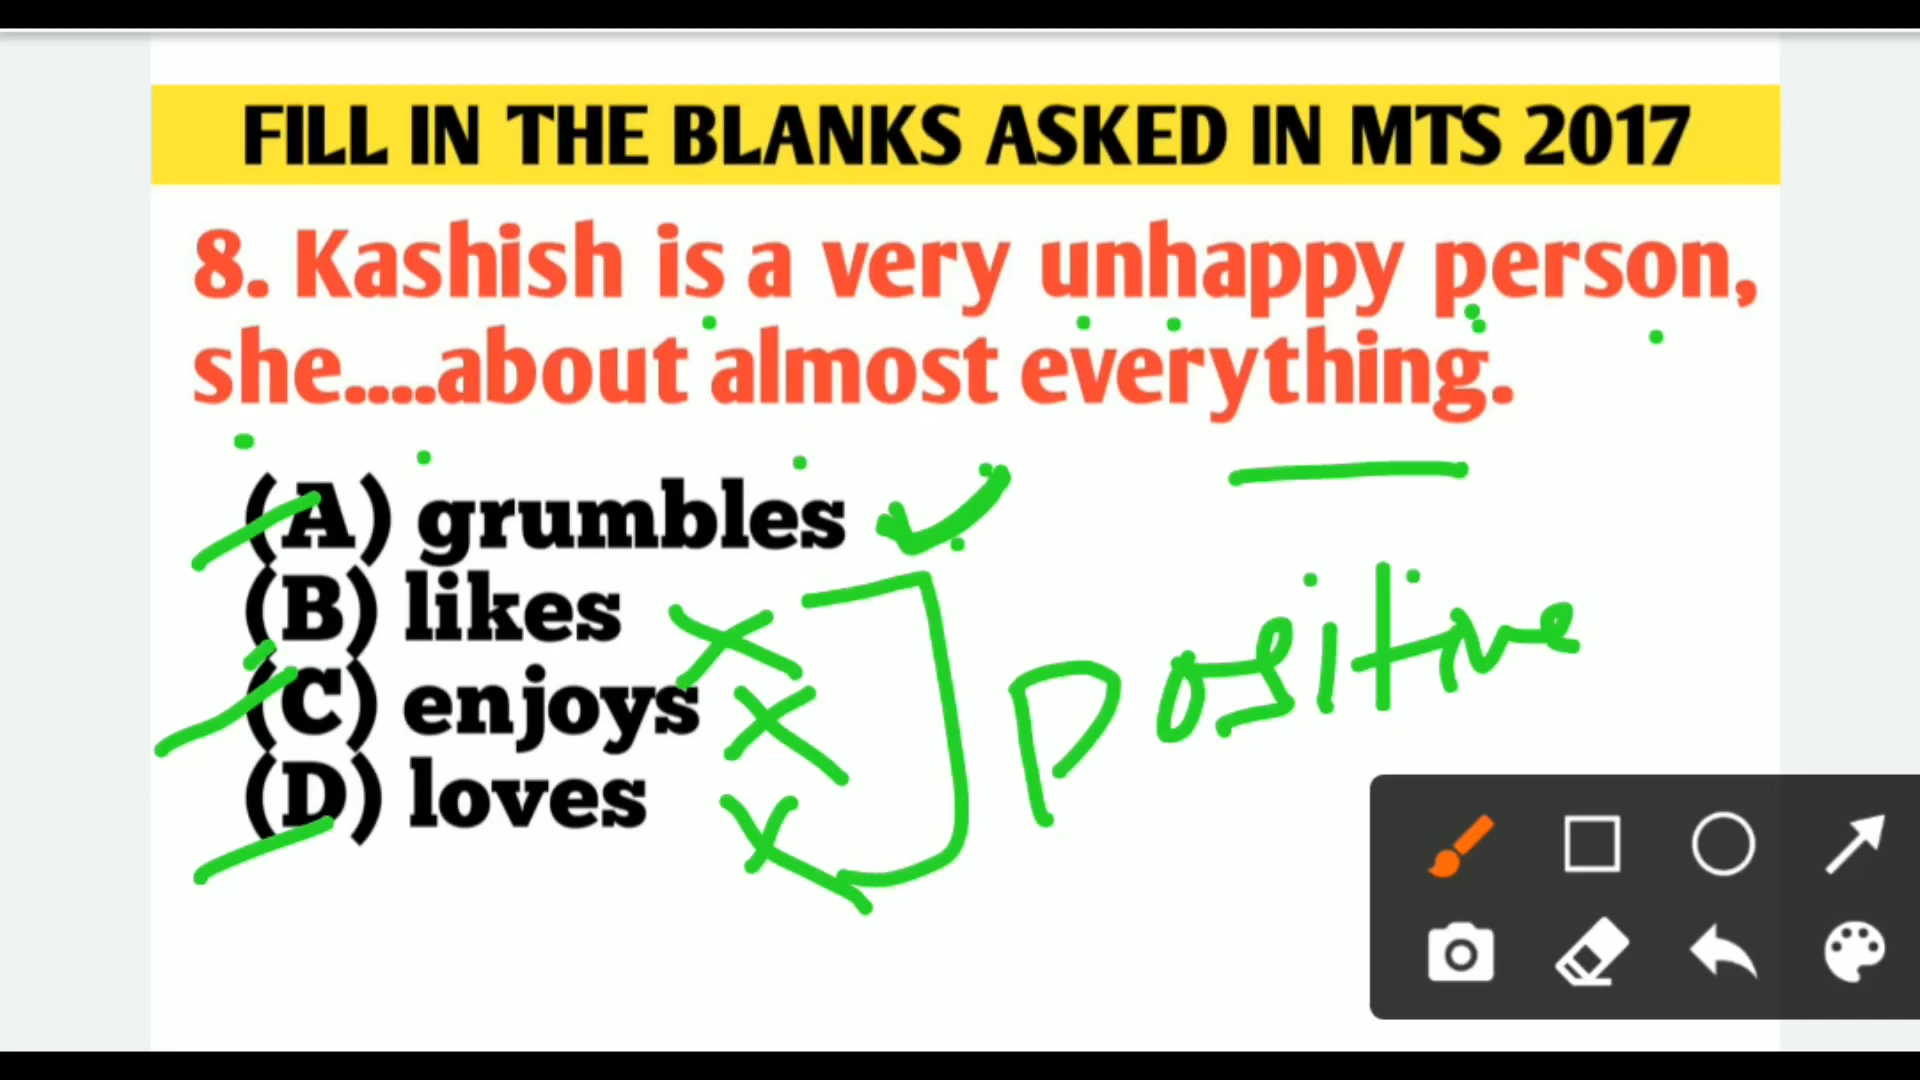 FILL IN THE BLANKS ASKED IN MTS 2017
8. Kashish is a very unhappy person,
she....about almost everything.
(A) grumbles
(B) likes
(C) enjoys
(D) loves
positive